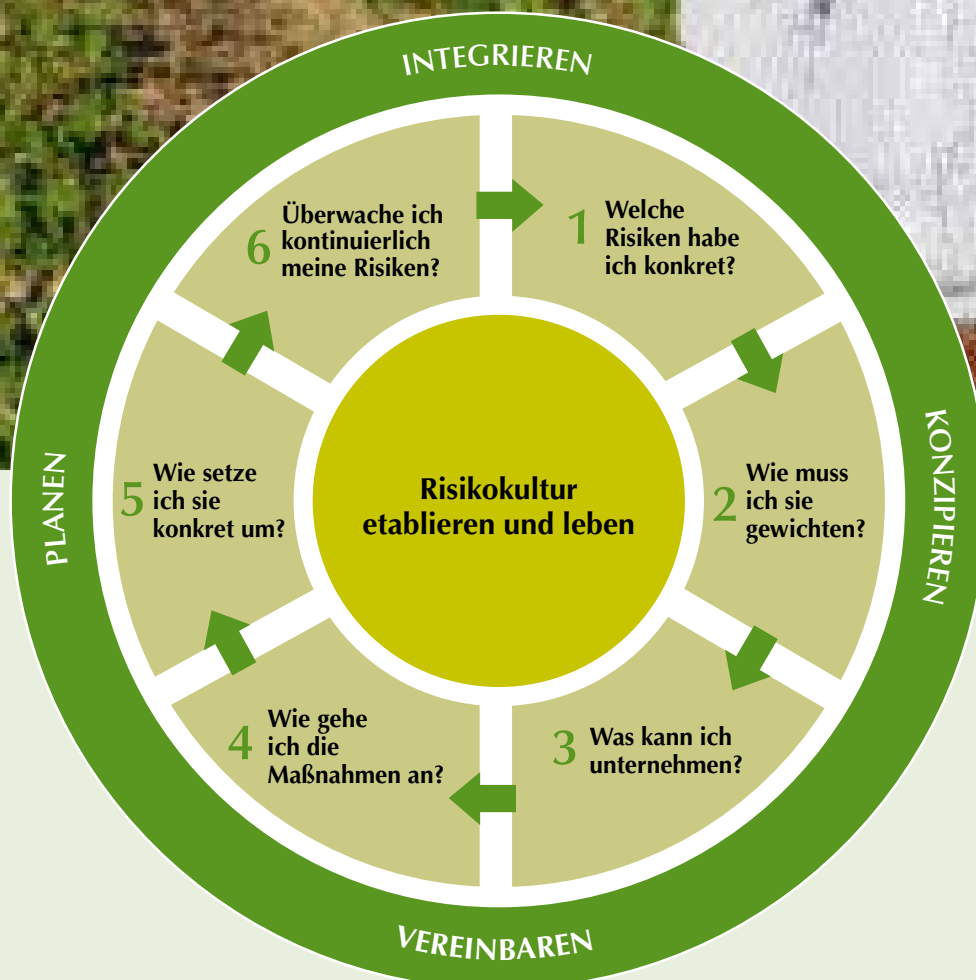 INTEGRIEREN
1
Welche
Risiken habe
ich konkret?
KONZIPIEREN
2
Wie muss
ich sie
gewichten?
3
Was kann ich
unternehmen?
VEREINBAREN
4
Wie gehe
ich die
Maßnahmen an?
PLANEN
5
Wie setze
ich sie
konkret um?
6
Überwache ich
kontinuierlich
meine Risiken?
Risikokultur
etablieren und leben